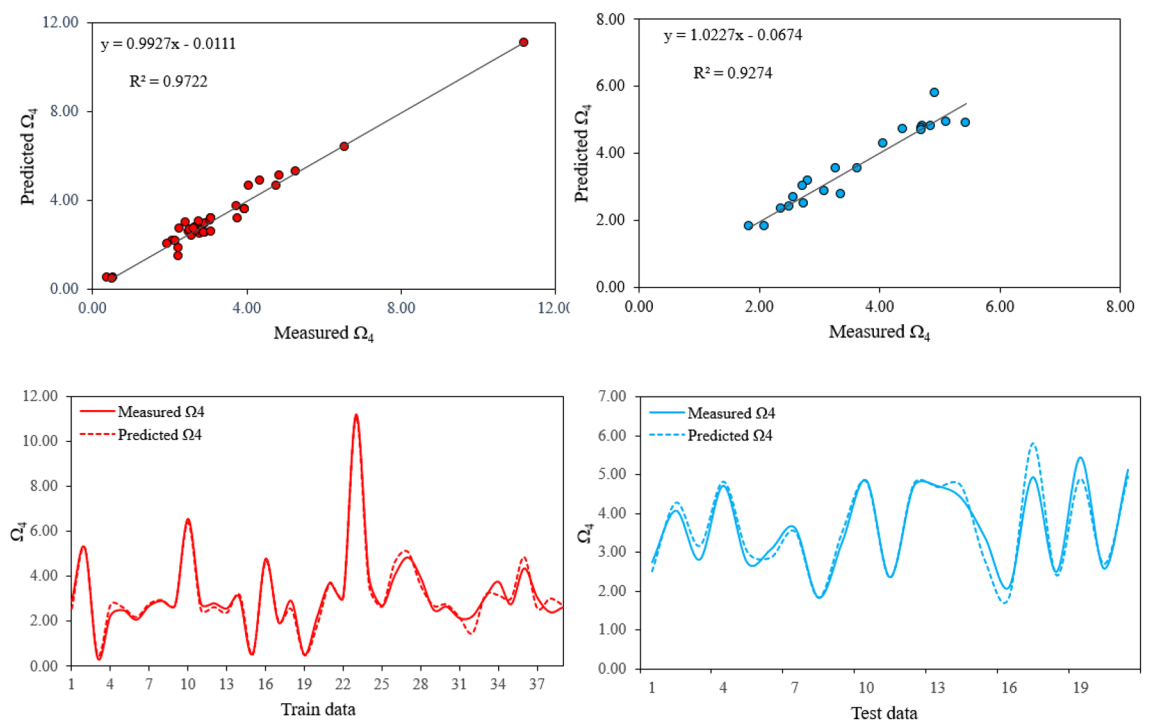 12.00
8.00
4.00
0.00
y = 0.9927x - 0.0111
R² = 0.9722
Predicted Ω4
0.00 4.00 8.00 12.00
Measured Ω4
8.00
6.00
4.00
2.00
0.00
y = 1.0227x - 0.0674
R² = 0.9274
Predicted Ω4
0.00 2.00 4.00 6.00 8.00
Measured Ω4
12.00
10.00
8.00
6.00
4.00
2.00
0.00
Measured Ω4
Predicted Ω4
Ω4
1 4 7 10 13 16 19 22 25 28 31 34 37
Train data
7.00
6.00
5.00
4.00
3.00
2.00
1.00
0.00
Measured Ω4
Predicted Ω4
Ω4
1 4 7 10 13 16 19
Test data